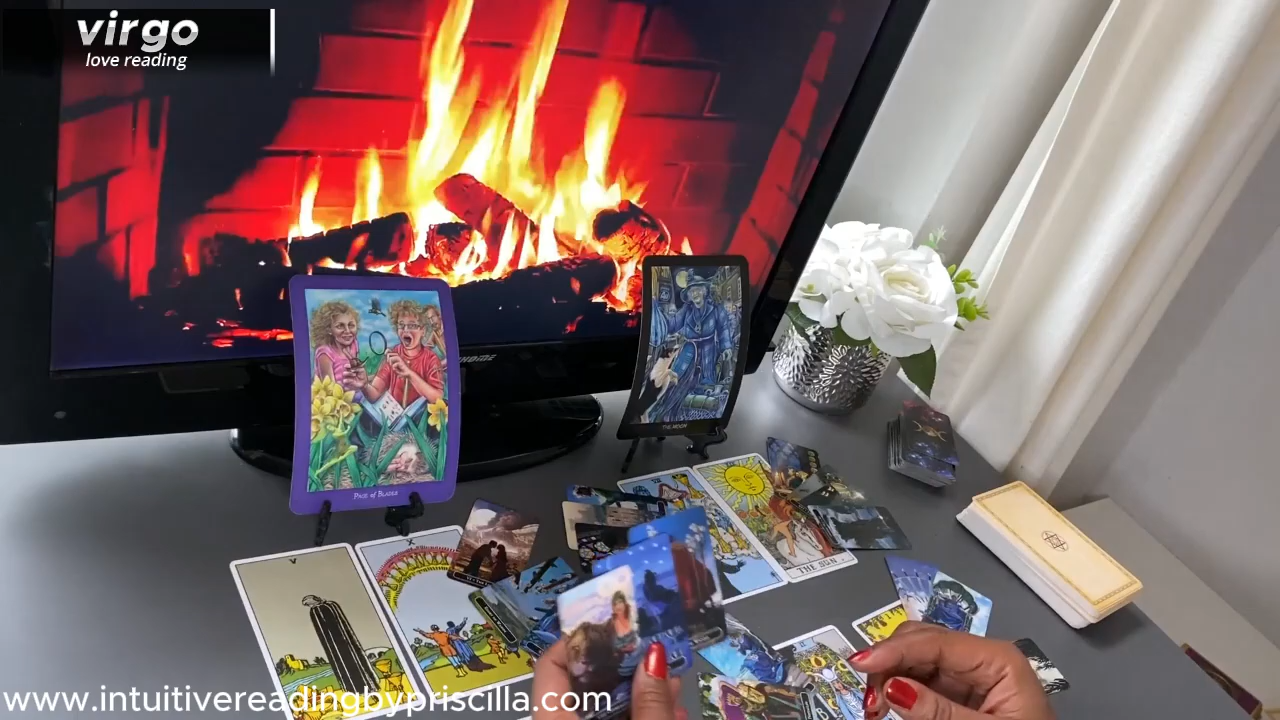 virgo
love reading
PAGE of BLADES
THE MOON
V
X
THE SUN
www.intuitivereadingbypriscilla.com